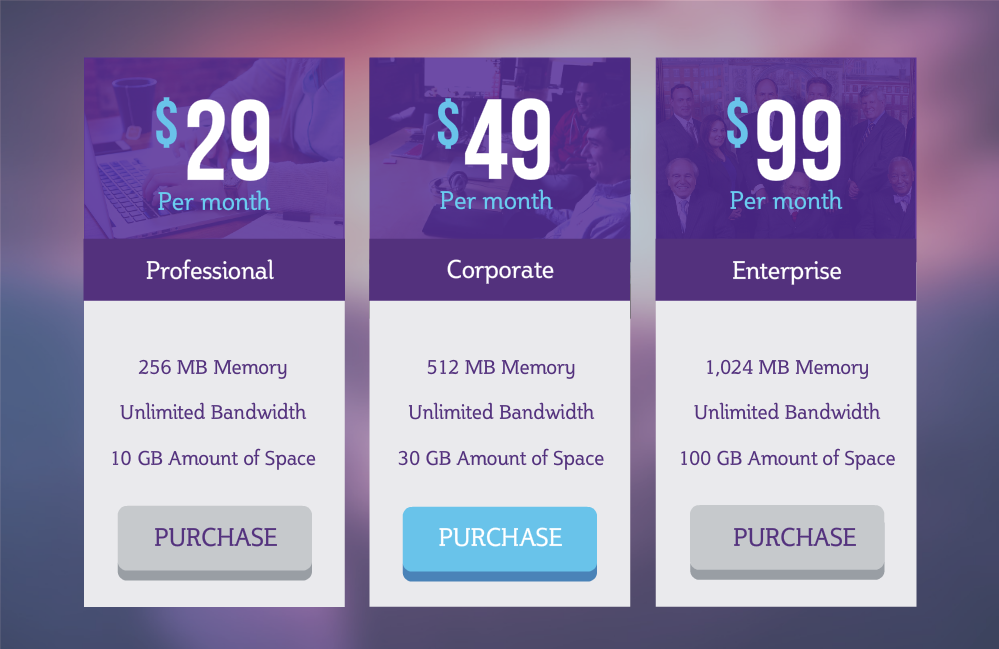 $29
Per month
Professional
256 MB Memory
Unlimited Bandwidth
10 GB Amount of Space
PURCHASE
$49
Per month
Corporate
512 MB Memory
Unlimited Bandwidth
30 GB Amount of Space
PURCHASE
$99
Per month
Enterprise
1,024 MB Memory
Unlimited Bandwidth
100 GB Amount of Space
PURCHASE